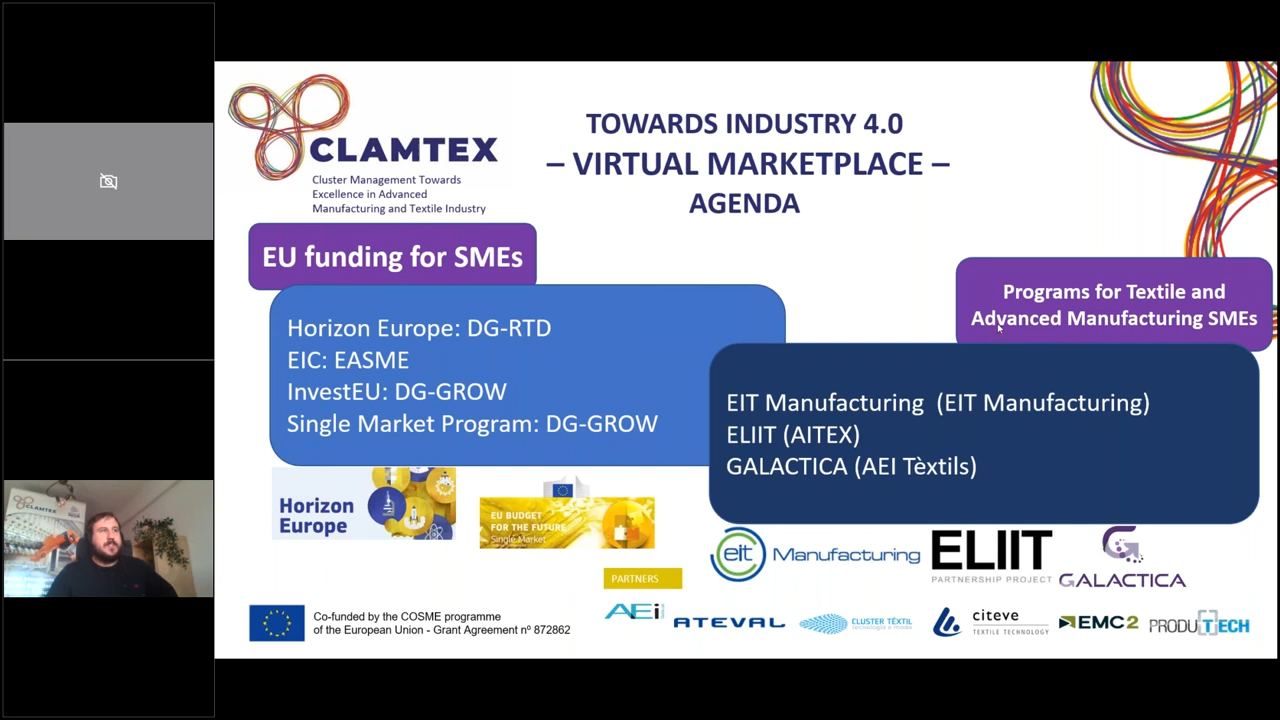 CLAMTEX
Cluster Management Towards
Excellence in Advanced
Manufacturing and Textile Industry
TOWARDS INDUSTRY 4.0
– VIRTUAL MARKETPLACE –
AGENDA
EU funding for SMEs
Horizon Europe: DG-RTD
EIC: EASME
InvestEU: DG-GROW
Single Market Program: DG-GROW
Programs for Textile and
Advanced Manufacturing SMEs
EIT Manufacturing (EIT Manufacturing)
ELIIT (AITEX)
GALACTICA (AEI Tèxtils)
Horizon
Europe
EU BUDGET
FOR THE FUTURE
Single Market
eit Manufacturing
ELIIT
PARTNERSHIP PROJECT
GALACTICA
PARTNERS
Co-funded by the COSME programme
of the European Union - Grant Agreement nº 872862
AEi
ATEVAL
CLUSTER TÊXTIL
tecnologia e moda
citeve
TEXTILE TECHNOLOGY
EMC2
PRODUTECH
CLAMTEX